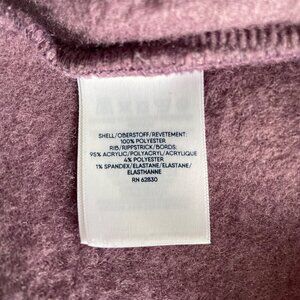 SHELL/OBERSTOFF/REVETEMENT:
100% POLYESTER
RIB/RIPPSTRICK/BORDS:
95% ACRYLIC/POLYACRYL/ACRYLIQUE
4% POLYESTER
1% SPANDEX/ELASTANE/ELASTANE/
ELASTHANNE
RN 62830